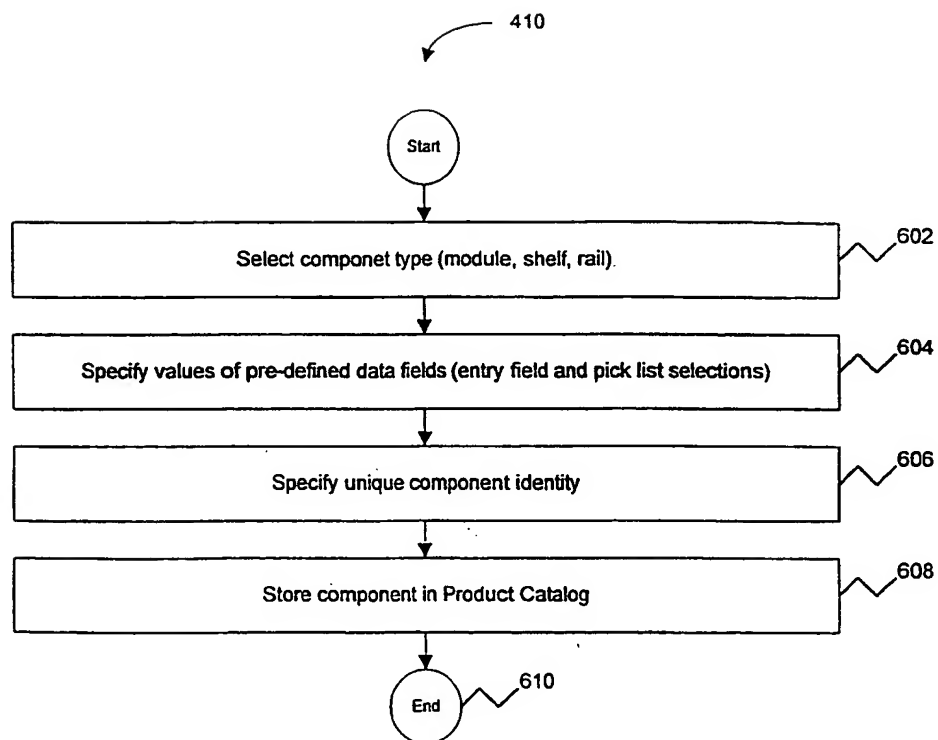 410
Start
Select componet type (module, shelf, rail).
602
Specify values of pre-defined data fields (entry field and pick list selections)
604
Specify unique component identity
606
Store component in Product Catalog
608
End
610